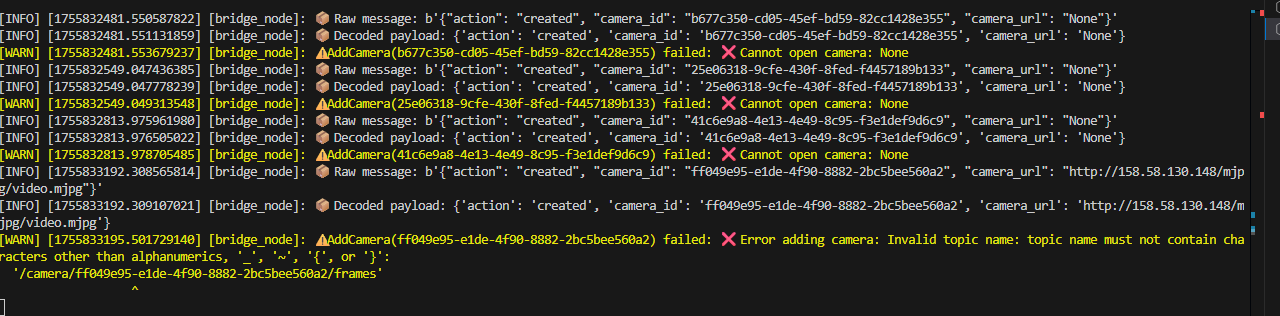 [INFO] [1755832481.550587822] [bridge_node]: 📦 Raw message: b'{"action": "created", "camera_id": "b677c350-cd05-45ef-bd59-82cc1428e355", "camera_url": "None"}'
[INFO] [1755832481.551131859] [bridge_node]: 📦 Decoded payload: {'action': 'created', 'camera_id': 'b677c350-cd05-45ef-bd59-82cc1428e355', 'camera_url': 'None'}
[WARN] [1755832481.553679237] [bridge_node]: ⚠️AddCamera(b677c350-cd05-45ef-bd59-82cc1428e355) failed: ❌ Cannot open camera: None
[INFO] [1755832549.047436385] [bridge_node]: 📦 Raw message: b'{"action": "created", "camera_id": "25e06318-9cfe-430f-8fed-f4457189b133", "camera_url": "None"}'
[INFO] [1755832549.047778239] [bridge_node]: 📦 Decoded payload: {'action': 'created', 'camera_id': '25e06318-9cfe-430f-8fed-f4457189b133', 'camera_url': 'None'}
[WARN] [1755832549.049313548] [bridge_node]: ⚠️AddCamera(25e06318-9cfe-430f-8fed-f4457189b133) failed: ❌ Cannot open camera: None
[INFO] [1755832813.975961980] [bridge_node]: 📦 Raw message: b'{"action": "created", "camera_id": "41c6e9a8-4e13-4e49-8c95-f3e1def9d6c9", "camera_url": "None"}'
[INFO] [1755832813.976505022] [bridge_node]: 📦 Decoded payload: {'action': 'created', 'camera_id': '41c6e9a8-4e13-4e49-8c95-f3e1def9d6c9', 'camera_url': 'None'}
[WARN] [1755832813.978705485] [bridge_node]: ⚠️AddCamera(41c6e9a8-4e13-4e49-8c95-f3e1def9d6c9) failed: ❌ Cannot open camera: None
[INFO] [1755833192.308565814] [bridge_node]: 📦 Raw message: b'{"action": "created", "camera_id": "ff049e95-e1de-4f90-8882-2bc5bee560a2", "camera_url": "http://158.58.130.148/mjp
g/video.mjpg"}'
[INFO] [1755833192.309107021] [bridge_node]: 📦 Decoded payload: {'action': 'created', 'camera_id': 'ff049e95-e1de-4f90-8882-2bc5bee560a2', 'camera_url': 'http://158.58.130.148/m
jpg/video.mjpg'}
[WARN] [1755833195.501729140] [bridge_node]: ⚠️AddCamera(ff049e95-e1de-4f90-8882-2bc5bee560a2) failed: ❌ Error adding camera: Invalid topic name: topic name must not contain cha
racters other than alphanumerics, '_', '~', '{', or '}':
'/camera/ff049e95-e1de-4f90-8882-2bc5bee560a2/frames'
^